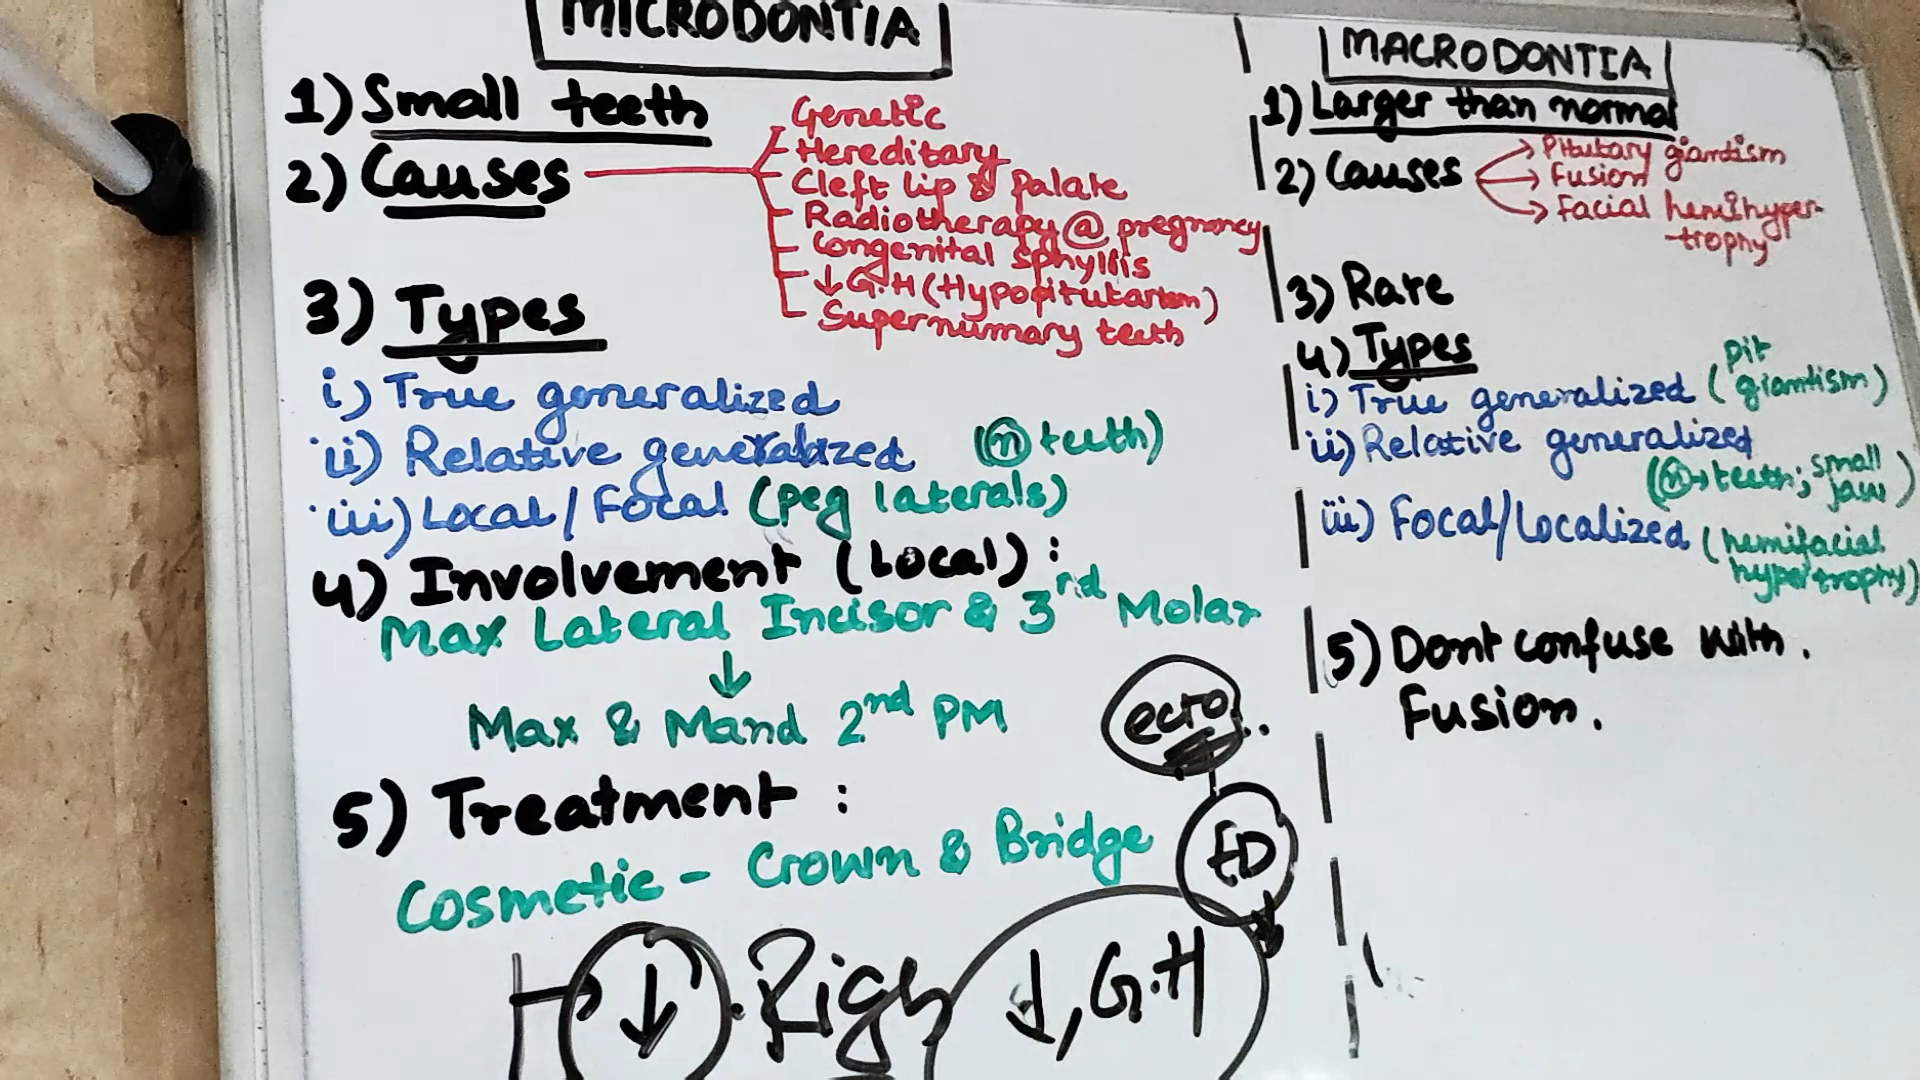 MICRODONTIA
1) Small teeth
2) Causes
Genetic
Hereditary
Cleft lip & palate
Radiotherapy @ pregnancy
Congenital sphyllis
↓ G.H (Hypopitutarism)
Supernumary teeth
3) Types
i) True generalized
ii) Relative generalized (n teeth)
iii) Local/Focal (peg laterals)
4) Involvement (Local):
Max Lateral Incisor & 3rd Molar
↓
Max & Mand 2nd PM
5) Treatment:
Cosmetic - Crown & Bridge
ecto
ED
↓
↓, G.H
MACRODONTIA
1) Larger than normal
2) Causes
→ Pitutary giantism
→ Fusion
→ Facial hemihyper-
-trophy
3) Rare
4) Types
i) True generalized (pit
giantism)
ii) Relative generalized
(n → teeth; small
jaw)
iii) Focal/Localized (hemifacial
hypertrophy)
5) Dont confuse with.
Fusion.